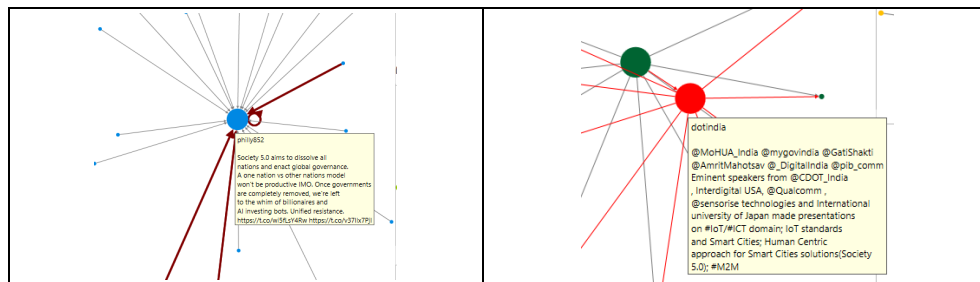 philly852
Society 5.0 aims to dissolve all
nations and enact global governance.
A one nation vs other nations model
won't be productive IMO. Once governments
are completely removed, we're left
to the whim of billionaires and
AI investing bots. Unified resistance.
https://t.co/wi5fLsY4Rw https://t.co/v37llx7PJl
dotindia
@MoHUA_India @mygovindia @GatiShakti
@AmritMahotsav @_DigitalIndia @pib_comm
Eminent speakers from @CDOT_India
, Interdigital USA, @Qualcomm ,
@sensorise technologies and International
university of Japan made presentations
on #IoT/#ICT domain; IoT standards
and Smart Cities; Human Centric
approach for Smart Cities solutions(Society
5.0); #M2M